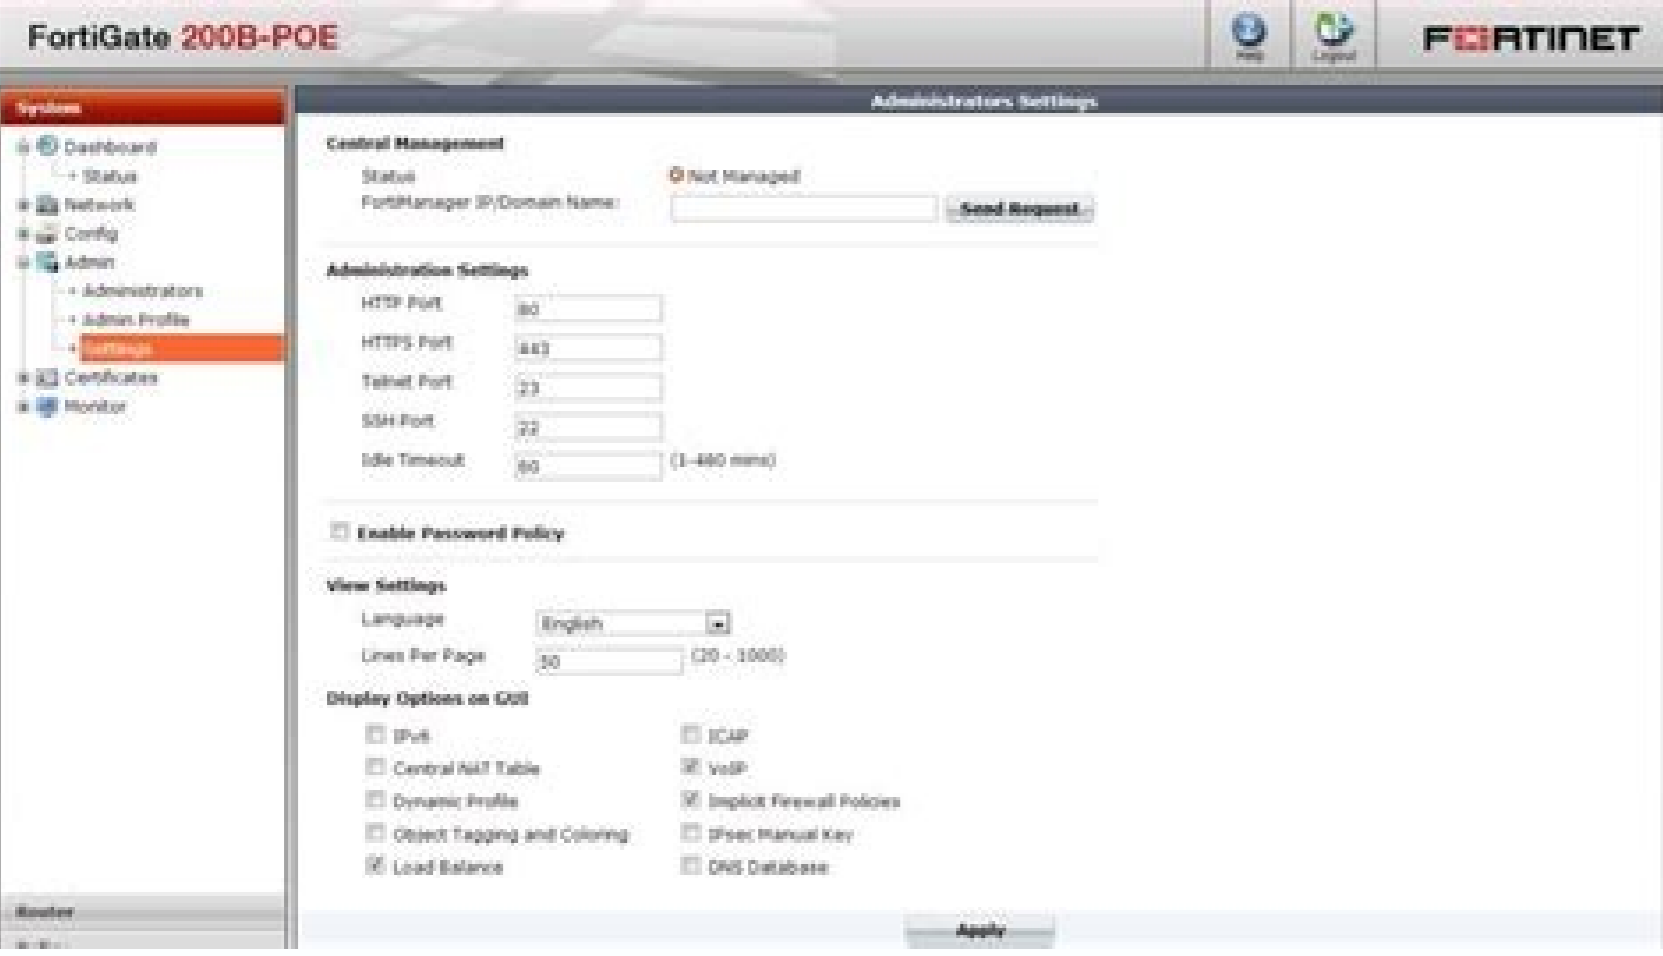 FortiGate 200B-POE
Help
Logout
FORTINET
System
Dashboard
Status
Network
Config
Admin
Administrators
Admin Profile
Settings
Certificates
Monitor
Router
Administrators Settings
Central Management
Status Not Managed
FortiManager IP/Domain Name: Send Request
Administration Settings
HTTP Port 80
HTTPS Port 443
Telnet Port 23
SSH Port 22
Idle Timeout 60 (1-480 mins)
Enable Password Policy
View Settings
Language English
Lines Per Page 50 (20 - 1000)
Display Options on GUI
IPv6 ICAP
Central NAT Table VoIP
Dynamic Profile Implicit Firewall Policies
Object Tagging and Coloring IPsec Manual Key
Load Balance DNS Database
Apply